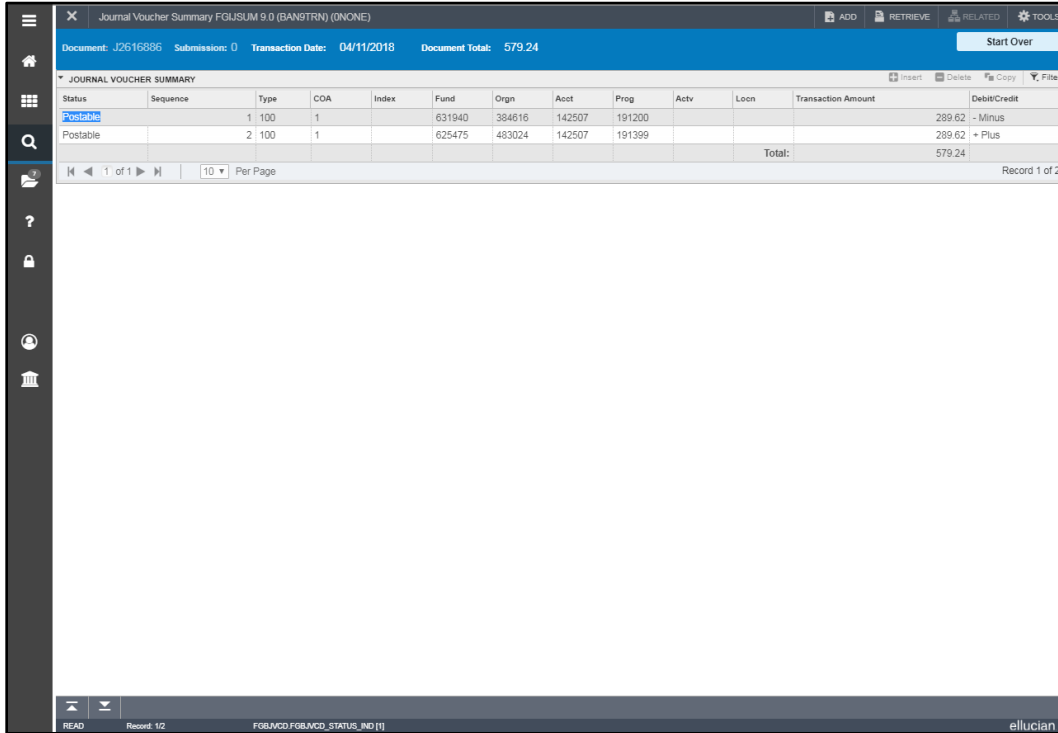 Journal Voucher Summary FGIJSUM 9.0 (BAN9TRN) (0NONE) ADD RETRIEVE RELATED TOOLS
Document: J2616886 Submission: 0 Transaction Date: 04/11/2018 Document Total: 579.24 Start Over
JOURNAL VOUCHER SUMMARY Insert Delete Copy Filter
Status Sequence Type COA Index Fund Orgn Acct Prog Actv Locn Transaction Amount Debit/Credit
Postable 1 100 1 631940 384616 142507 191200 289.62 - Minus
Postable 2 100 1 625475 483024 142507 191399 289.62 + Plus
Total: 579.24
1 of 1 10 Per Page Record 1 of 2
7
?
READ Record: 1/2 FGBJVCD.FGBJVCD_STATUS_IND [1] ellucian